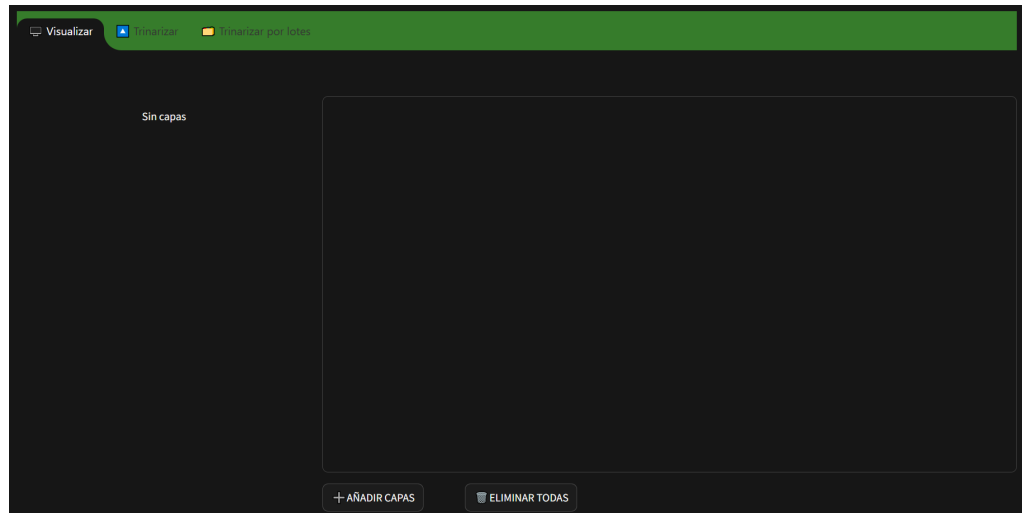 Visualizar
Trinarizar
Trinarizar por lotes
Sin capas
AÑADIR CAPAS
ELIMINAR TODAS